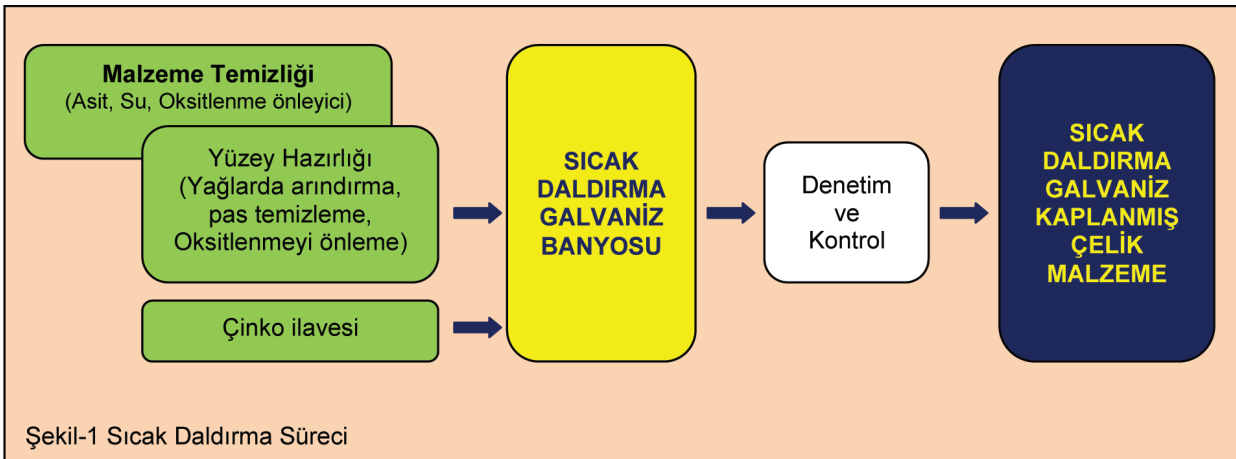 Malzeme Temizliği
(Asit, Su, Oksitlenme önleyici)
Yüzey Hazırlığı
(Yağlarda arındırma,
pas temizleme,
Oksitlenmeyi önleme)
Çinko ilavesi
SICAK
DALDIRMA
GALVANİZ
BANYOSU
Denetim
ve
Kontrol
SICAK
DALDIRMA
GALVANİZ
KAPLANMIŞ
ÇELİK
MALZEME
Şekil-1 Sıcak Daldırma Süreci